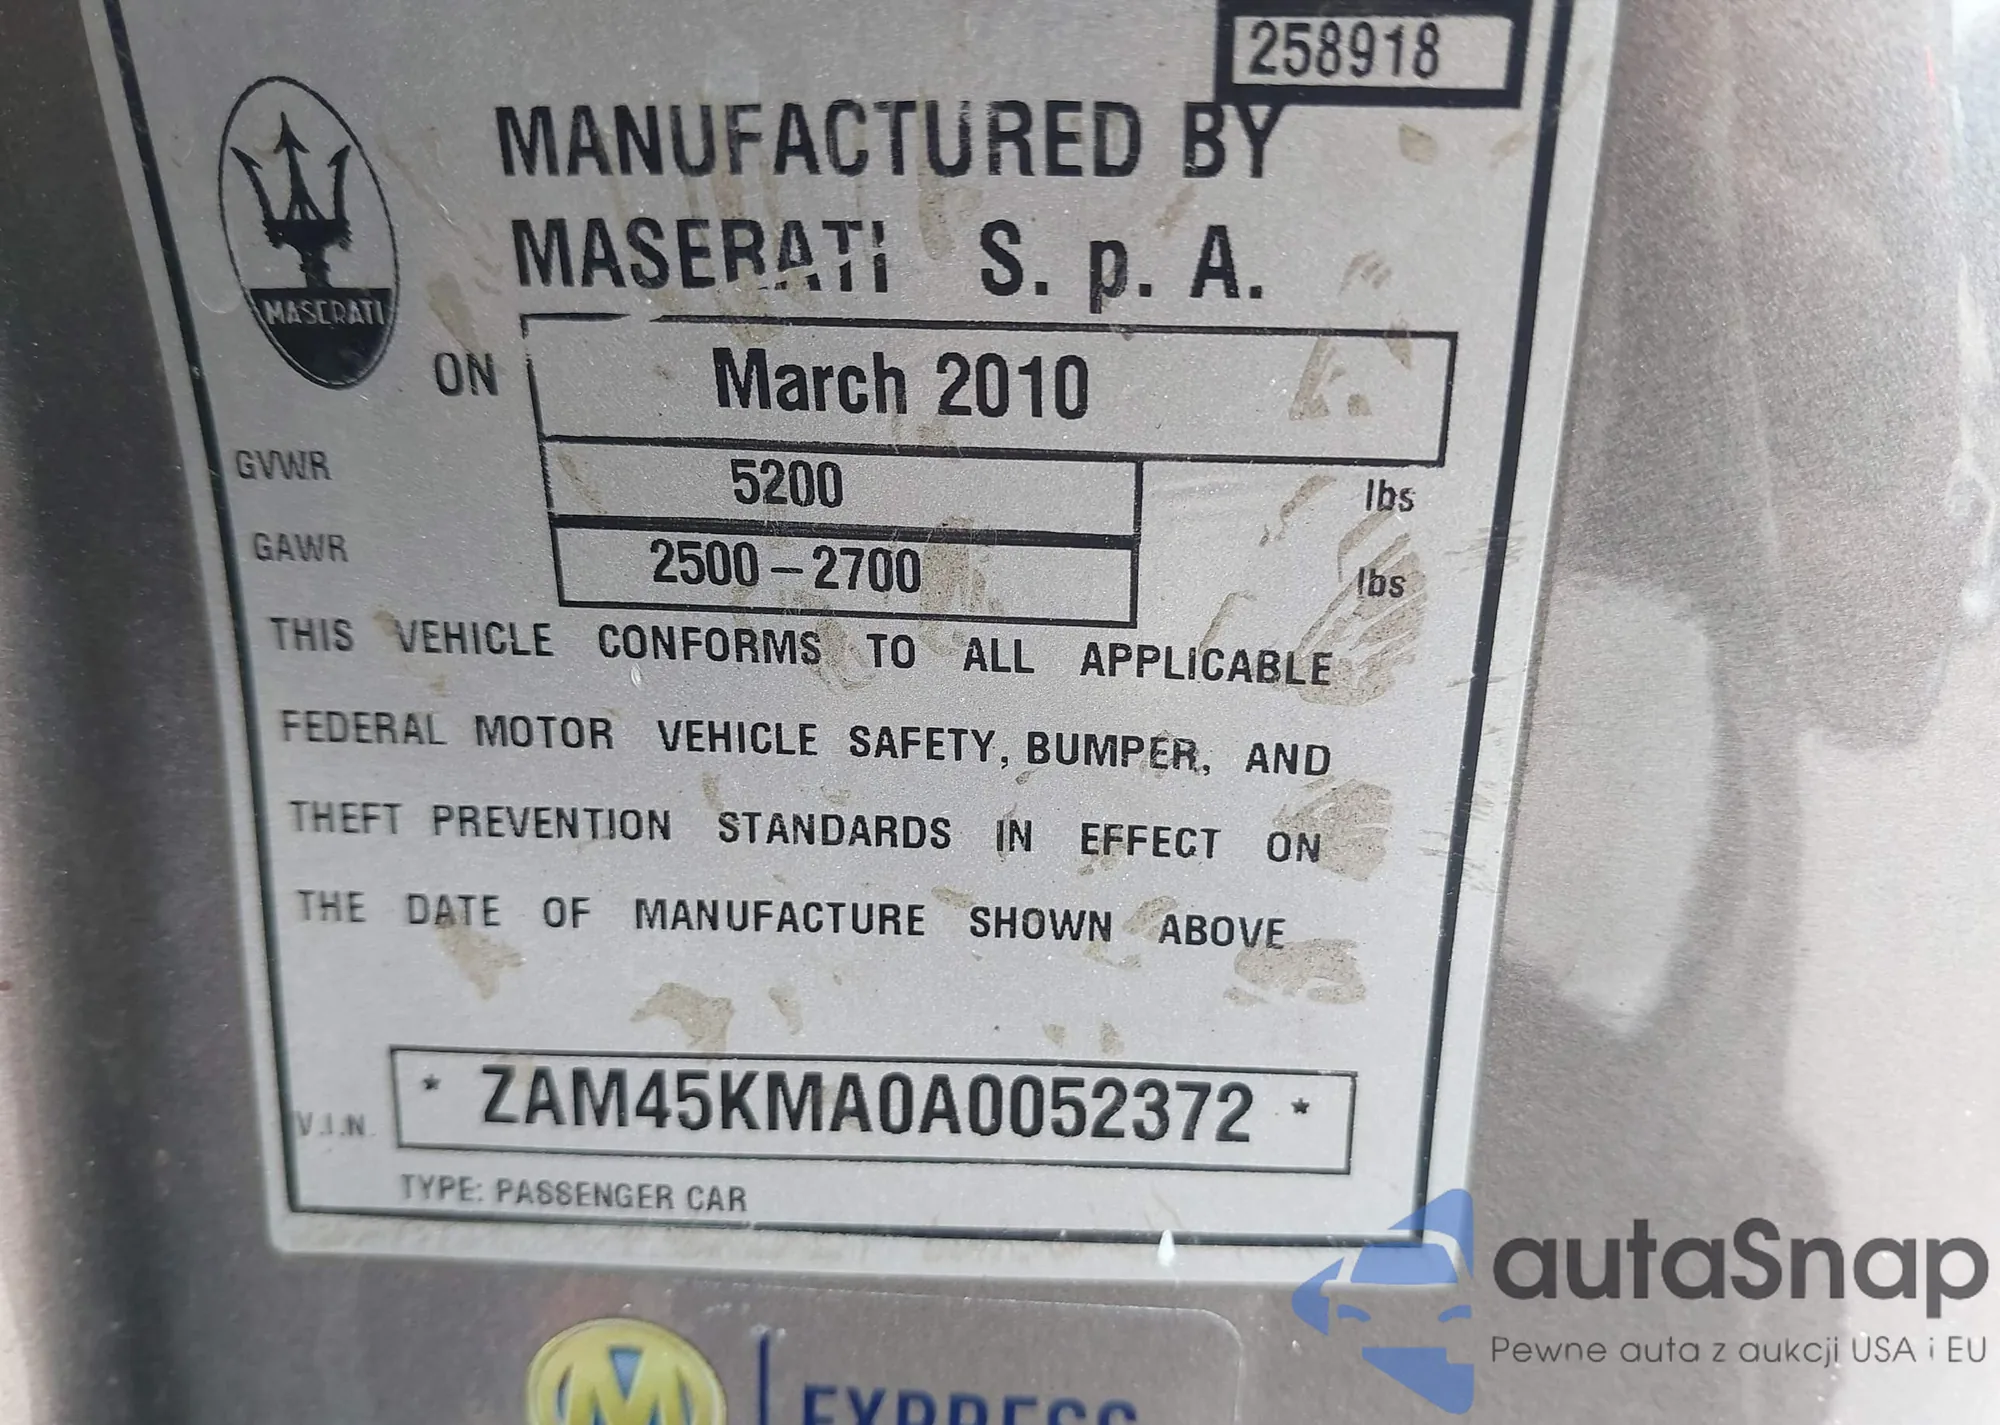 258918
MANUFACTURED BY
MASERATI S. p. A.
MASERATI
ON March 2010
GVWR 5200 lbs
GAWR 2500-2700 lbs
THIS VEHICLE CONFORMS TO ALL APPLICABLE
FEDERAL MOTOR VEHICLE SAFETY, BUMPER, AND
THEFT PREVENTION STANDARDS IN EFFECT ON
THE DATE OF MANUFACTURE SHOWN ABOVE
V.I.N. * ZAM45KMA0A0052372 *
TYPE: PASSENGER CAR
M EXPRESS
autaSnap
Pewne auta z aukcji USA i EU